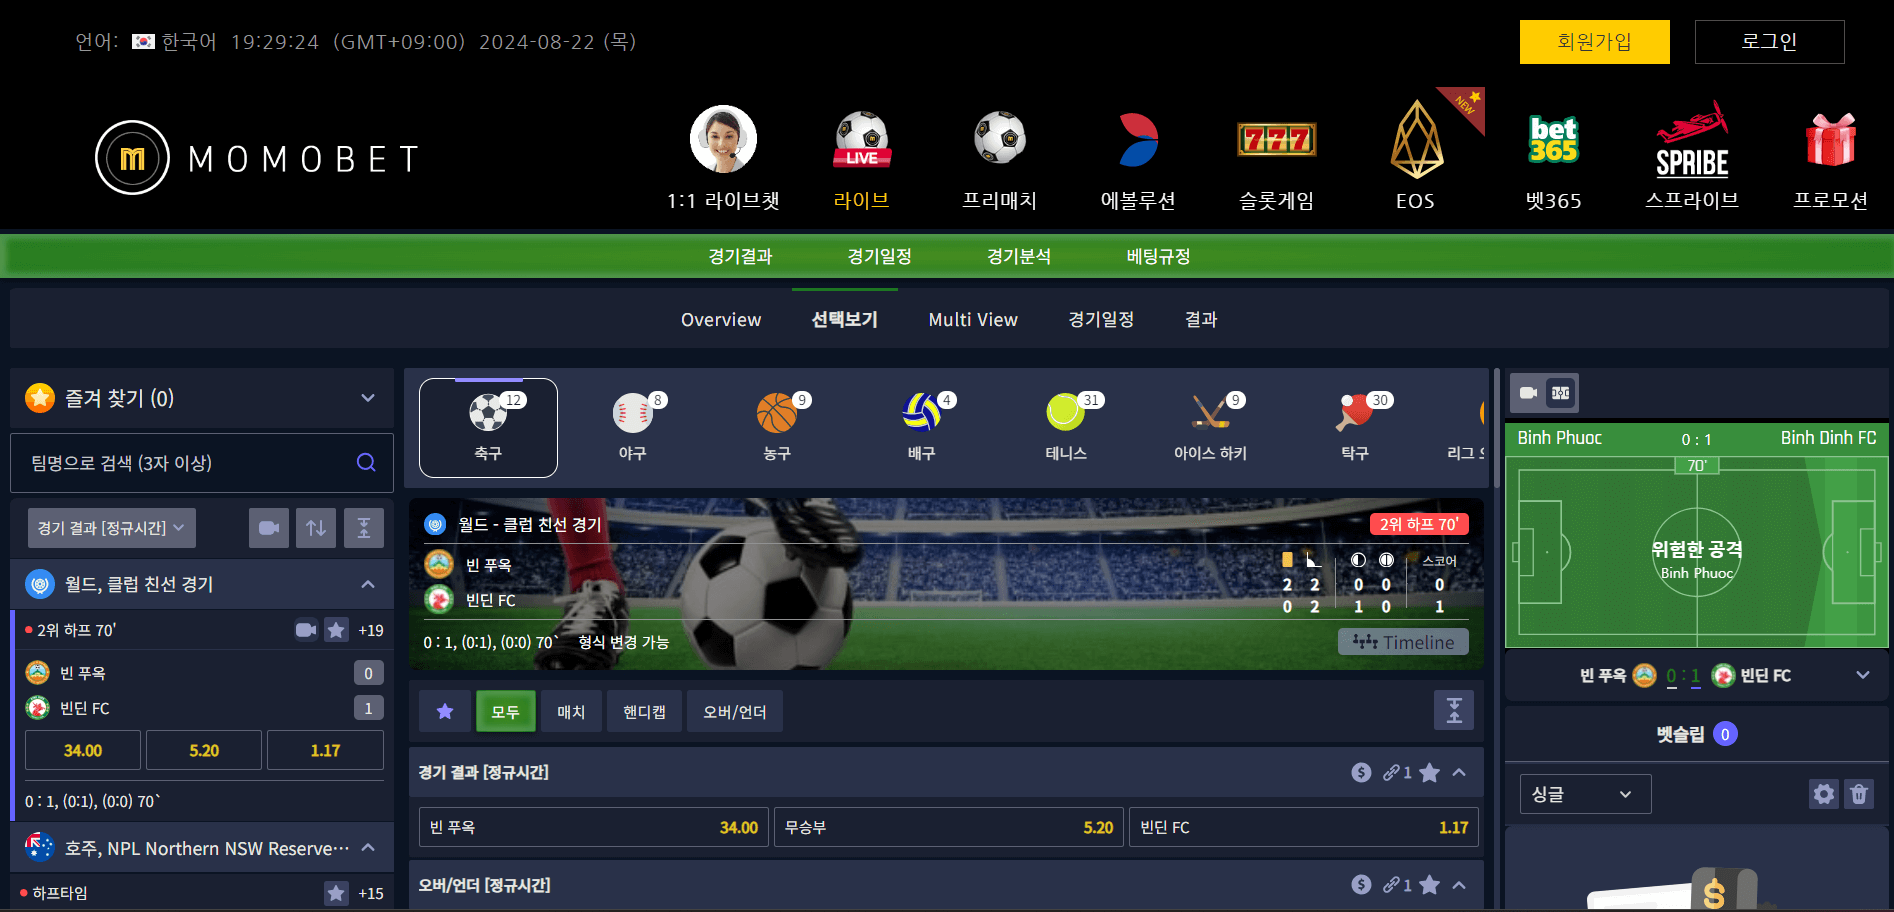 언어: 한국어 19:29:24 (GMT+09:00) 2024-08-22 (목)
회원가입
로그인
MOMOBET
1:1 라이브챗
LIVE
라이브
프리매치
에볼루션
777
슬롯게임
NEW
EOS
bet365
벳365
SPRIBE
스프라이브
프로모션
경기결과
경기일정
경기분석
베팅규정
Overview
선택보기
Multi View
경기일정
결과
즐겨 찾기 (0)
팀명으로 검색 (3자 이상)
경기 결과 [정규시간]
월드, 클럽 친선 경기
2위 하프 70'
+19
빈 푸옥
0
빈딘 FC
1
34.00
5.20
1.17
0 : 1, (0:1), (0:0) 70`
호주, NPL Northern NSW Reserve···
하프타임
+15
12
축구
8
야구
9
농구
4
배구
31
테니스
9
아이스 하키
30
탁구
리그 오
월드 - 클럽 친선 경기
2위 하프 70'
스코어
빈 푸옥
2 2 0 0 0
빈딘 FC
0 2 1 0 1
0 : 1, (0:1), (0:0) 70` 형식 변경 가능
Timeline
모두
매치
핸디캡
오버/언더
경기 결과 [정규시간]
1
빈 푸옥 34.00
무승부 5.20
빈딘 FC 1.17
오버/언더 [정규시간]
1
Binh Phuoc
0 : 1
Binh Dinh FC
70'
위험한 공격
Binh Phuoc
빈 푸옥 0 : 1 빈딘 FC
벳슬립 0
싱글